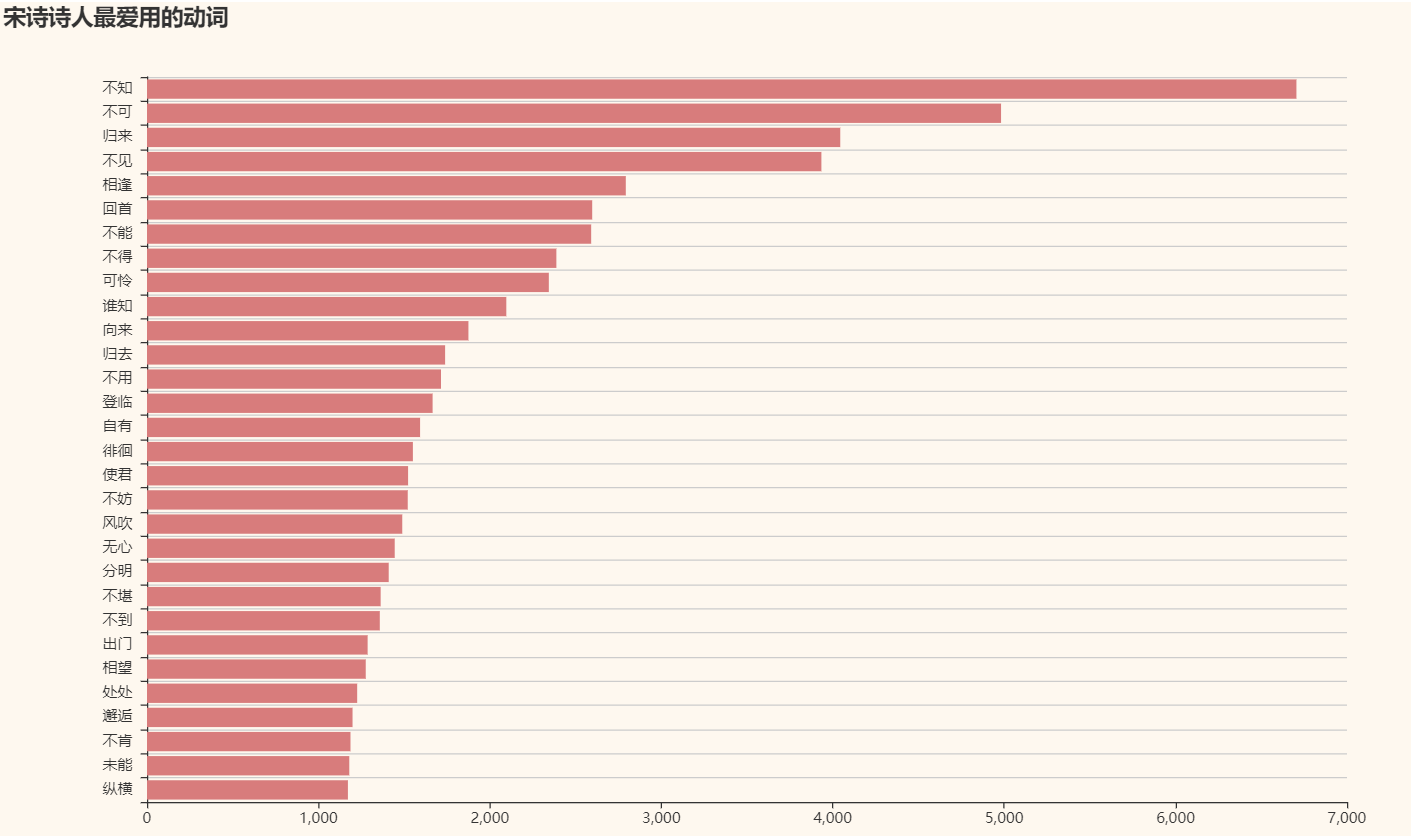 宋诗诗人最爱用的动词
不知
不可
归来
不见
相逢
回首
不能
不得
可怜
谁知
向来
归去
不用
登临
自有
徘徊
使君
不妨
风吹
无心
分明
不堪
不到
出门
相望
处处
邂逅
不肯
未能
纵横
0 1,000 2,000 3,000 4,000 5,000 6,000 7,000